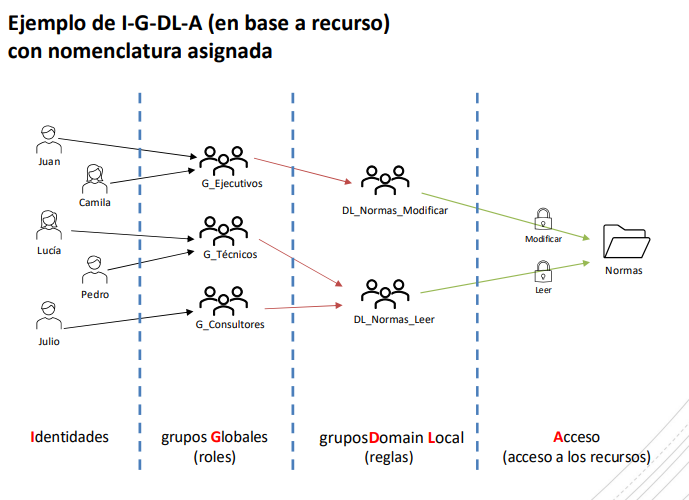 Ejemplo de I-G-DL-A (en base a recurso)
con nomenclatura asignada
Juan
Camila
G_Ejecutivos
DL_Normas_Modificar
Modificar
Lucía
G_Técnicos
Normas
Pedro
Leer
Julio
G_Consultores
DL_Normas_Leer
Identidades
grupos Globales
(roles)
gruposDomain Local
(reglas)
Acceso
(acceso a los recursos)